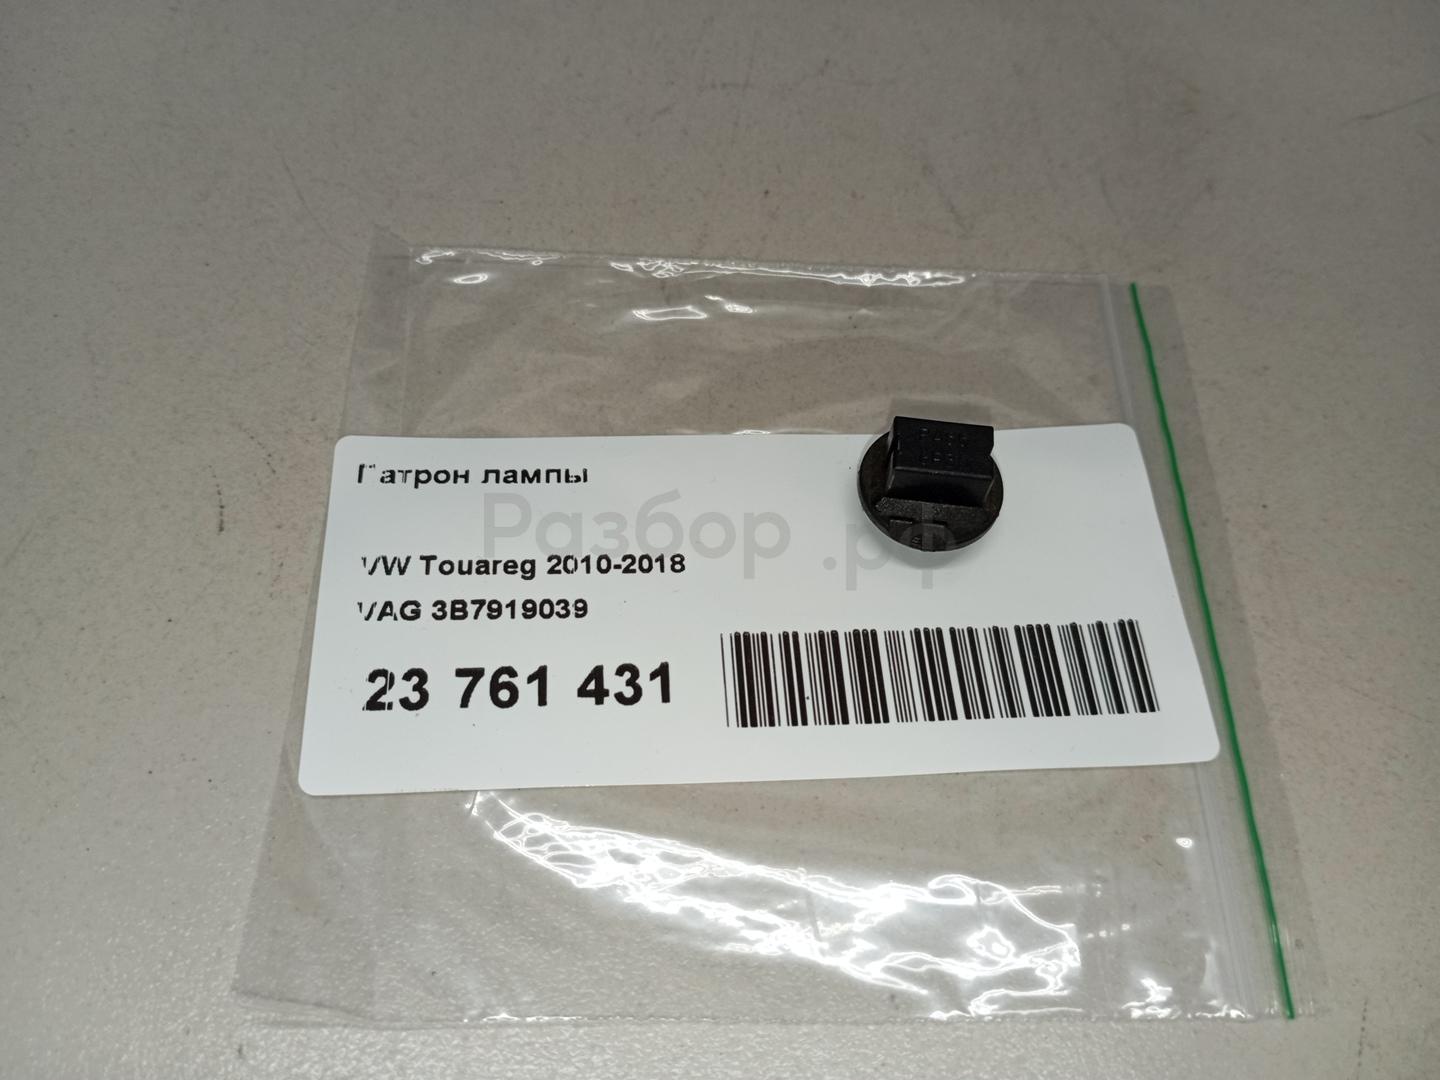 Патрон лампы
Разбор.рф
VW Touareg 2010-2018
VAG 3B7919039
23 761 431